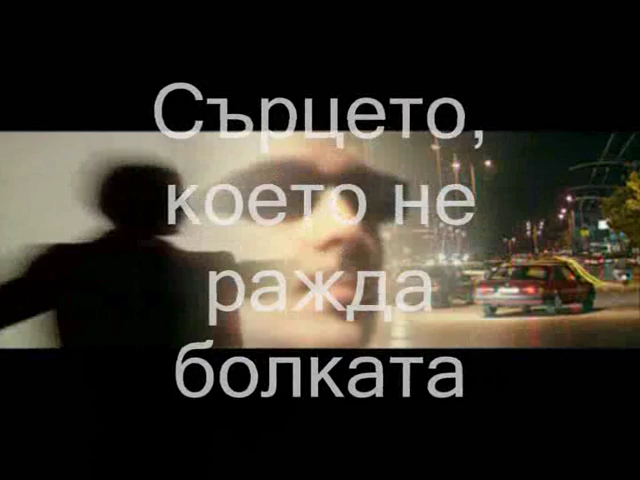 Сърцето,
което не
ражда
болката